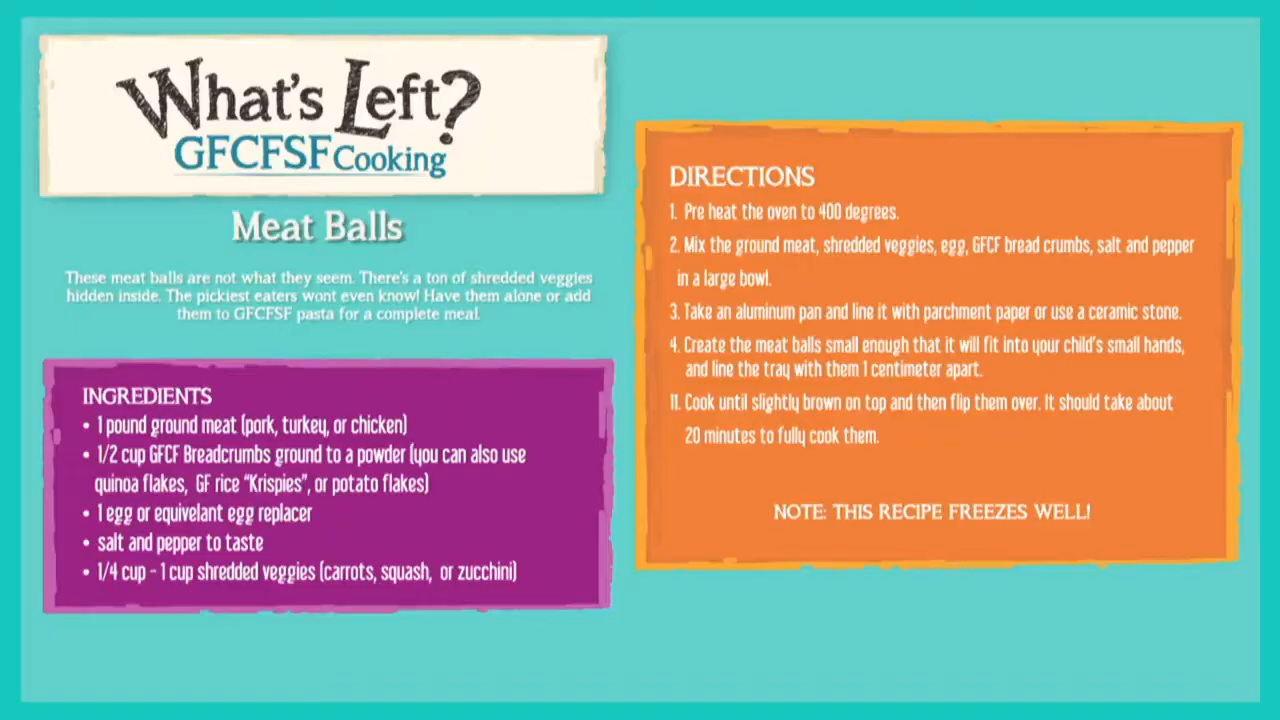 What's Left?
GFCFSF Cooking
Meat Balls
These meat balls are not what they seem. There's a ton of shredded veggies
hidden inside. The pickiest eaters wont even know! Have them alone or add
them to GFCFSF pasta for a complete meal.
INGREDIENTS
• 1 pound ground meat (pork, turkey, or chicken)
• 1/2 cup GFCF Breadcrumbs ground to a powder (you can also use
quinoa flakes, GF rice "Krispies", or potato flakes)
• 1 egg or equivelant egg replacer
• salt and pepper to taste
• 1/4 cup - 1 cup shredded veggies (carrots, squash, or zucchini)
DIRECTIONS
1. Pre heat the oven to 400 degrees.
2. Mix the ground meat, shredded veggies, egg, GFCF bread crumbs, salt and pepper
in a large bowl.
3. Take an aluminum pan and line it with parchment paper or use a ceramic stone.
4. Create the meat balls small enough that it will fit into your child's small hands,
and line the tray with them 1 centimeter apart.
11. Cook until slightly brown on top and then flip them over. It should take about
20 minutes to fully cook them.
NOTE: THIS RECIPE FREEZES WELL!